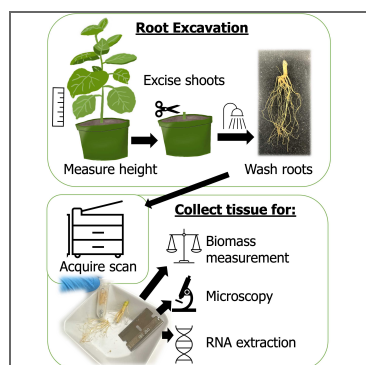 Root Excavation
Excise shoots
Measure height
Wash roots
Collect tissue for:
Acquire scan
Biomass
measurement
Microscopy
RNA extraction